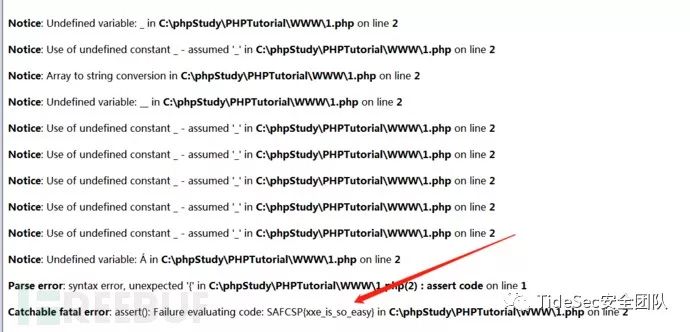 Notice: Undefined variable: _ in C:\phpStudy\PHPTutorial\WWW\1.php on line 2
Notice: Use of undefined constant _ - assumed '_' in C:\phpStudy\PHPTutorial\WWW\1.php on line 2
Notice: Array to string conversion in C:\phpStudy\PHPTutorial\WWW\1.php on line 2
Notice: Undefined variable: __ in C:\phpStudy\PHPTutorial\WWW\1.php on line 2
Notice: Use of undefined constant _ - assumed '_' in C:\phpStudy\PHPTutorial\WWW\1.php on line 2
Notice: Use of undefined constant _ - assumed '_' in C:\phpStudy\PHPTutorial\WWW\1.php on line 2
Notice: Use of undefined constant _ - assumed '_' in C:\phpStudy\PHPTutorial\WWW\1.php on line 2
Notice: Use of undefined constant _ - assumed '_' in C:\phpStudy\PHPTutorial\WWW\1.php on line 2
Notice: Use of undefined constant _ - assumed '_' in C:\phpStudy\PHPTutorial\WWW\1.php on line 2
Notice: Undefined variable: Á in C:\phpStudy\PHPTutorial\WWW\1.php on line 2
Parse error: syntax error, unexpected '{' in C:\phpStudy\PHPTutorial\WWW\1.php(2) : assert code on line 1
Catchable fatal error: assert(): Failure evaluating code: SAFCSP{xxe_is_so_easy} in C:\phpStudy\PHPTutorial\WWW\1.php on line 2
FREEBUF
TideSec安全团队